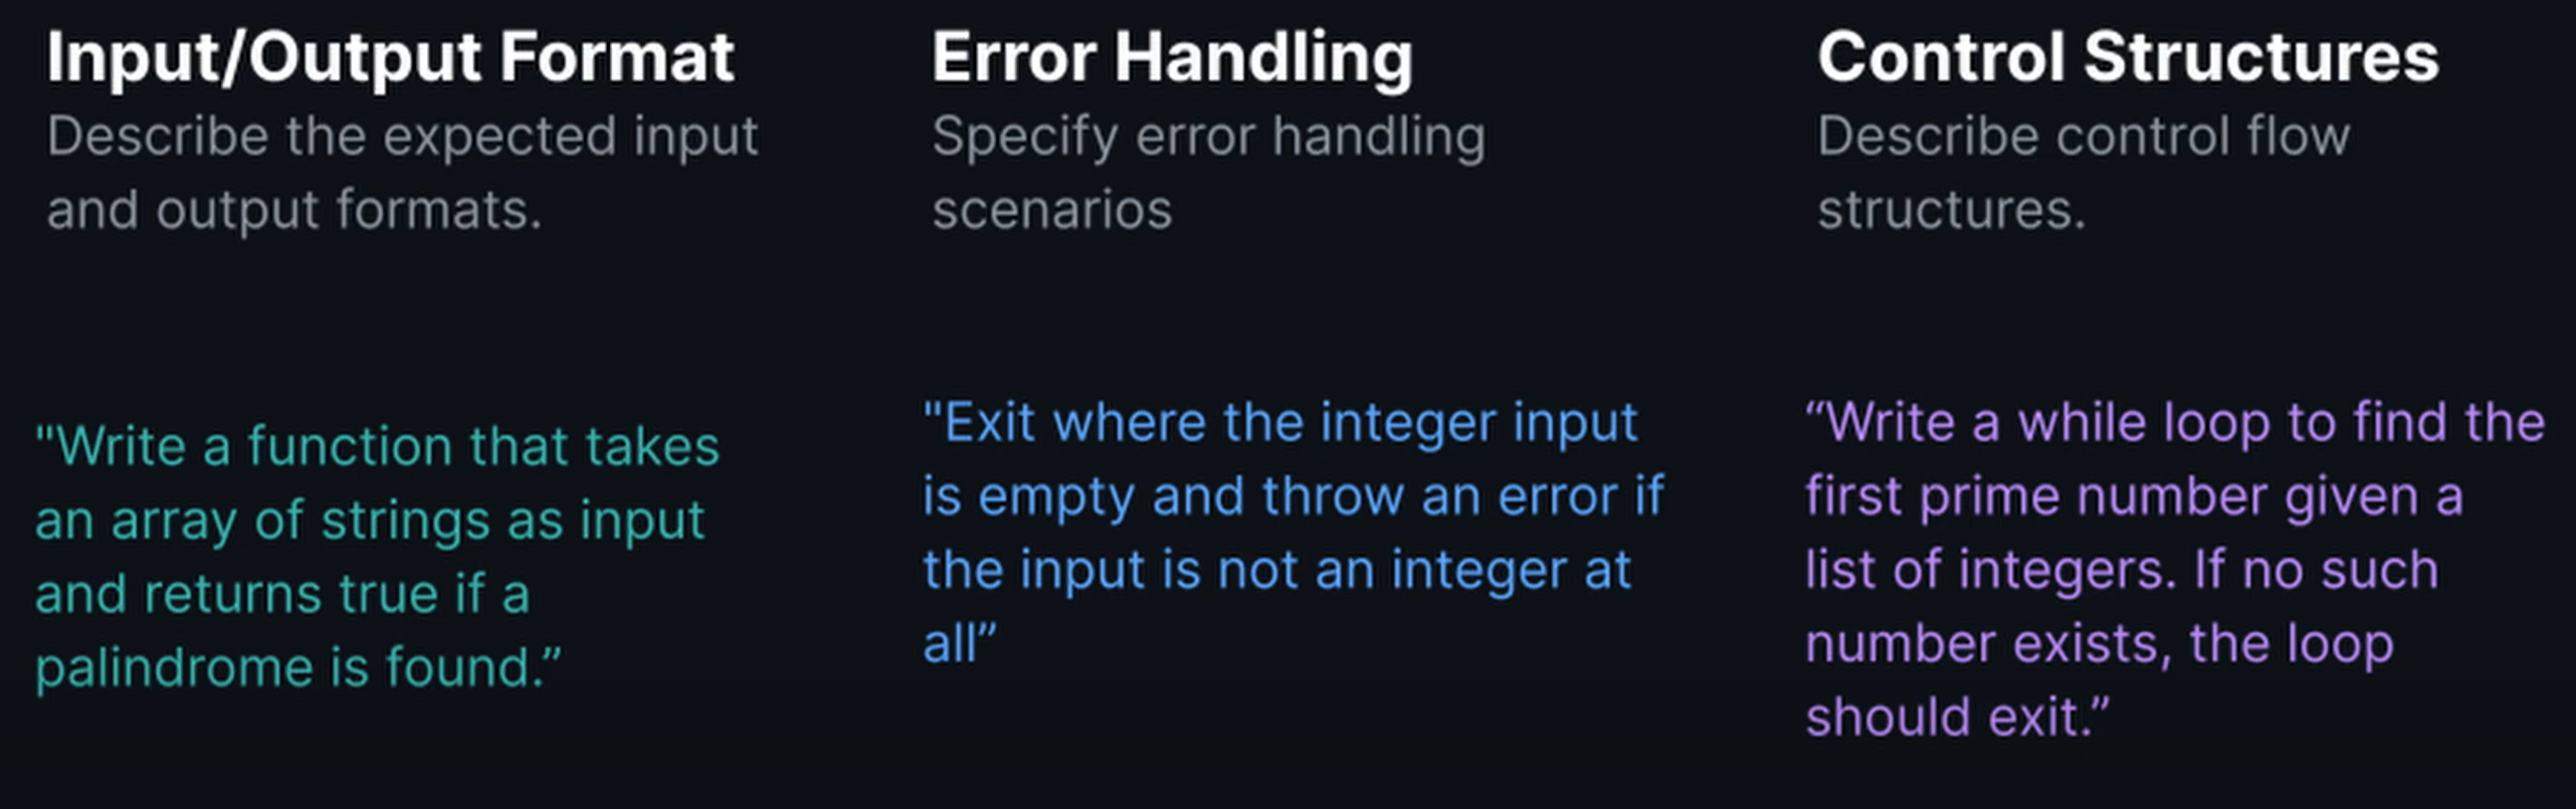 Input/Output Format
Describe the expected input
and output formats.
"Write a function that takes
an array of strings as input
and returns true if a
palindrome is found.”
Error Handling
Specify error handling
scenarios
"Exit where the integer input
is empty and throw an error if
the input is not an integer at
all”
Control Structures
Describe control flow
structures.
“Write a while loop to find the
first prime number given a
list of integers. If no such
number exists, the loop
should exit.”